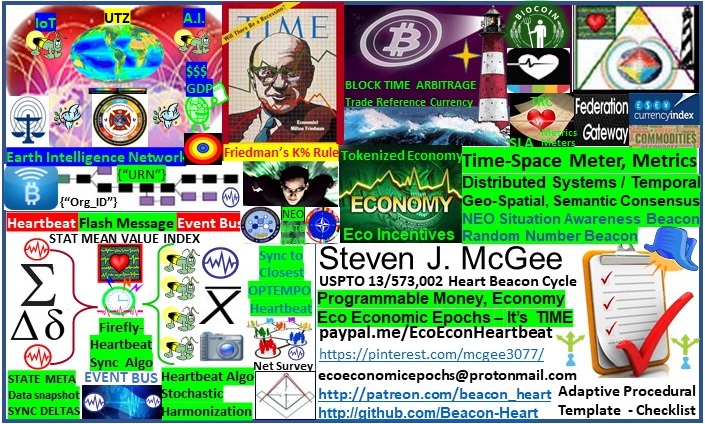 IoT
UTZ
A.I.
$$$
GDP
Earth Intelligence Network
TIME
Will There Be a Recession?
Economist
Milton Friedman
Friedman's K% Rule
BLOCK TIME ARBITRAGE
Trade Reference Currency
BIOCOIN
TRC
Metrics
Meters
SLA
Federation
Gateway
currencyindex
COMMODITIES
{"URN"}
{"Org_ID"}
Heartbeat Flash Message Event Bus
NEO
Tokenized Economy
ECONOMY
Eco Incentives
Time-Space Meter, Metrics
Distributed Systems / Temporal
Geo-Spatial, Semantic Consensus
NEO Situation Awareness Beacon
Random Number Beacon
STAT MEAN VALUE INDEX
Σ
Δδ
X̅
Firefly-
Heartbeat
Sync Algo
STATE META
Data snapshot
SYNC DELTAS
EVENT BUS
Heartbeat Algo
Stochastic
Harmonization
Sync to
Closest
OPTEMPO
Heartbeat
Net Survey
Steven J. McGee
USPTO 13/573,002 Heart Beacon Cycle
Programmable Money, Economy
Eco Economic Epochs – It's TIME
paypal.me/EcoEconHeartbeat
https://pinterest.com/mcgee3077/
ecoeconomicepochs@protonmail.com
http://patreon.com/beacon_heart
http://github.com/Beacon-Heart
Adaptive Procedural
Template - Checklist